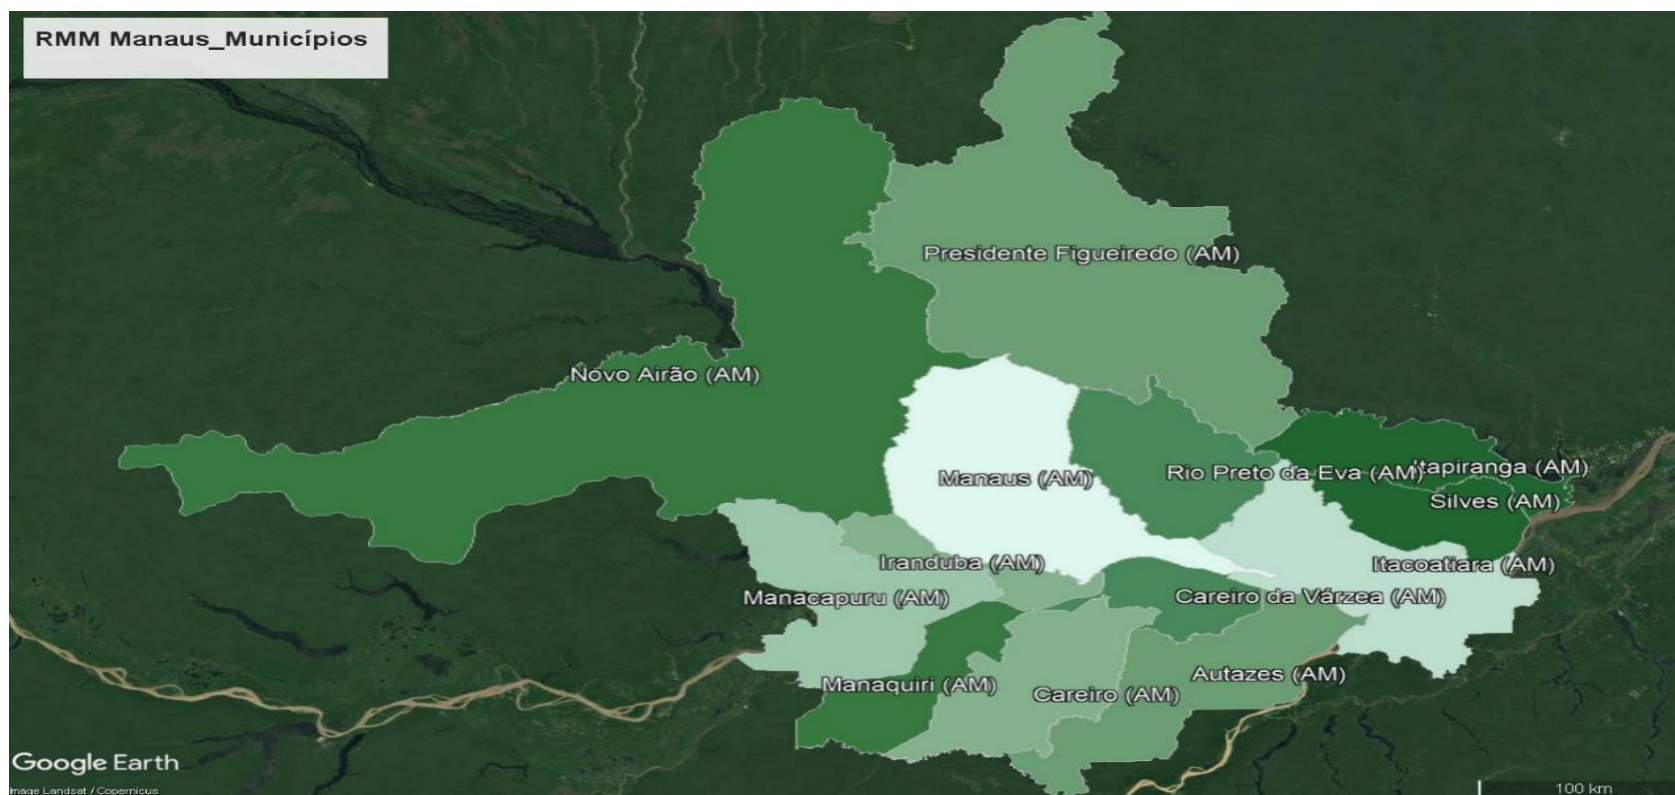 RMM Manaus_Municípios
Presidente Figueiredo (AM)
Novo Airão (AM)
Manaus (AM)
Rio Preto da Eva (AM)
Itapiranga (AM)
Silves (AM)
Iranduba (AM)
Itacoatiara (AM)
Manacapuru (AM)
Careiro da Várzea (AM)
Manaquiri (AM)
Careiro (AM)
Autazes (AM)
Google Earth
Image Landsat / Copernicus
100 km